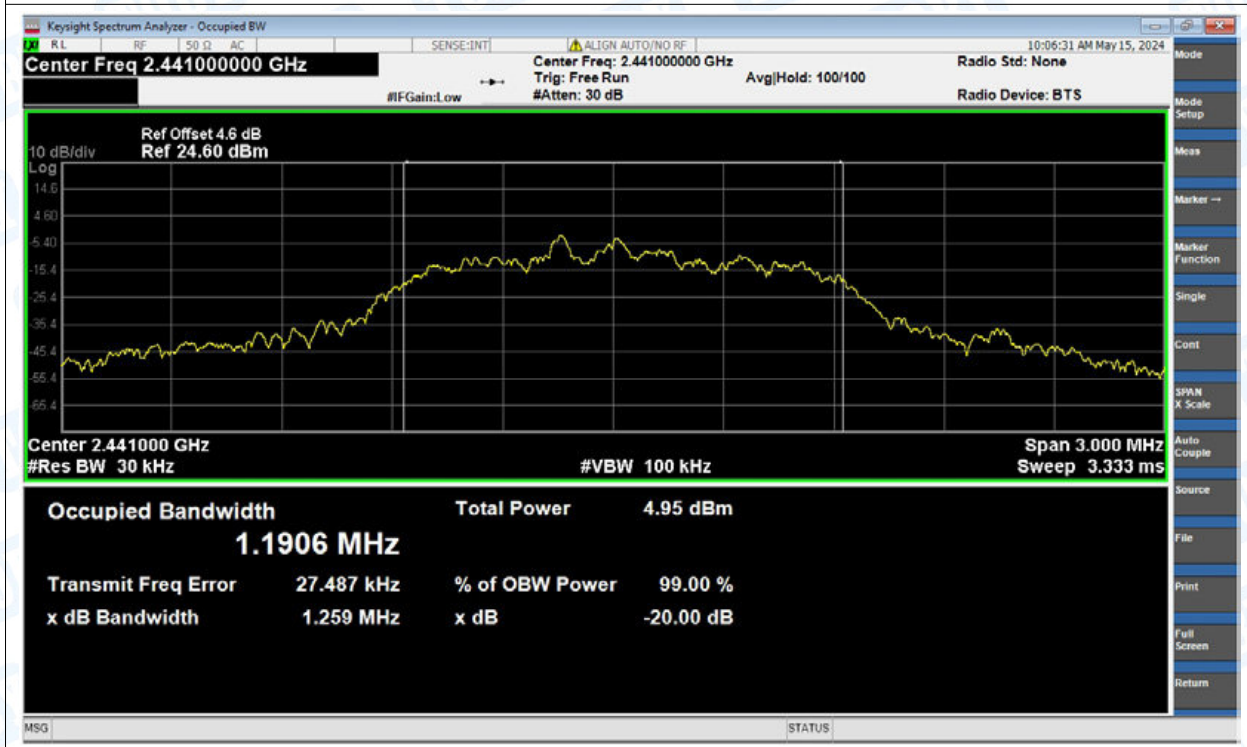 Keysight Spectrum Analyzer - Occupied BW
RL RF 50 Ω AC SENSE:INT ALIGN AUTO/NO RF 10:06:31 AM May 15, 2024
Center Freq 2.441000000 GHz
Center Freq: 2.441000000 GHz
Radio Std: None
Trig: Free Run
Avg|Hold: 100/100
#IFGain:Low
#Atten: 30 dB
Radio Device: BTS
Ref Offset 4.6 dB
10 dB/div
Ref 24.60 dBm
Log
14.6
4.60
-5.40
-15.4
-25.4
-35.4
-45.4
-55.4
-65.4
Center 2.441000 GHz
Span 3.000 MHz
#Res BW 30 kHz
#VBW 100 kHz
Sweep 3.333 ms
Occupied Bandwidth
Total Power 4.95 dBm
1.1906 MHz
Transmit Freq Error 27.487 kHz
% of OBW Power 99.00 %
x dB Bandwidth 1.259 MHz
x dB -20.00 dB
MSG
STATUS
Mode
Mode
Setup
Meas
Marker →
Marker
Function
Single
Cont
SPAN
X Scale
Auto
Couple
Source
File
Print
Full
Screen
Return